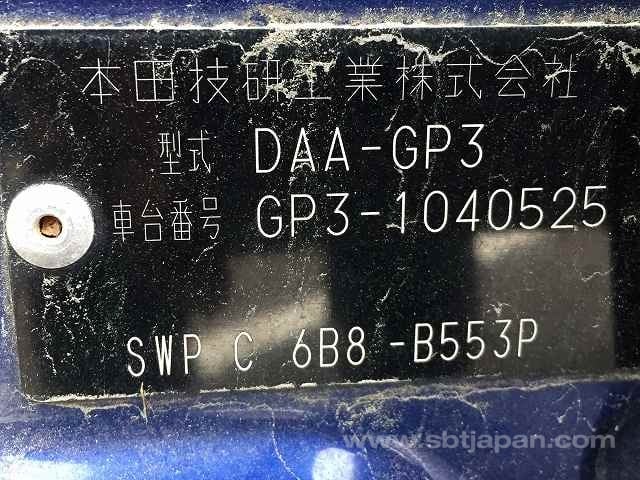 本田技研工業株式会社
型式 DAA-GP3
車台番号 GP3-1040525
SWP C 6B8 -B553P
www.sbtjapan.com